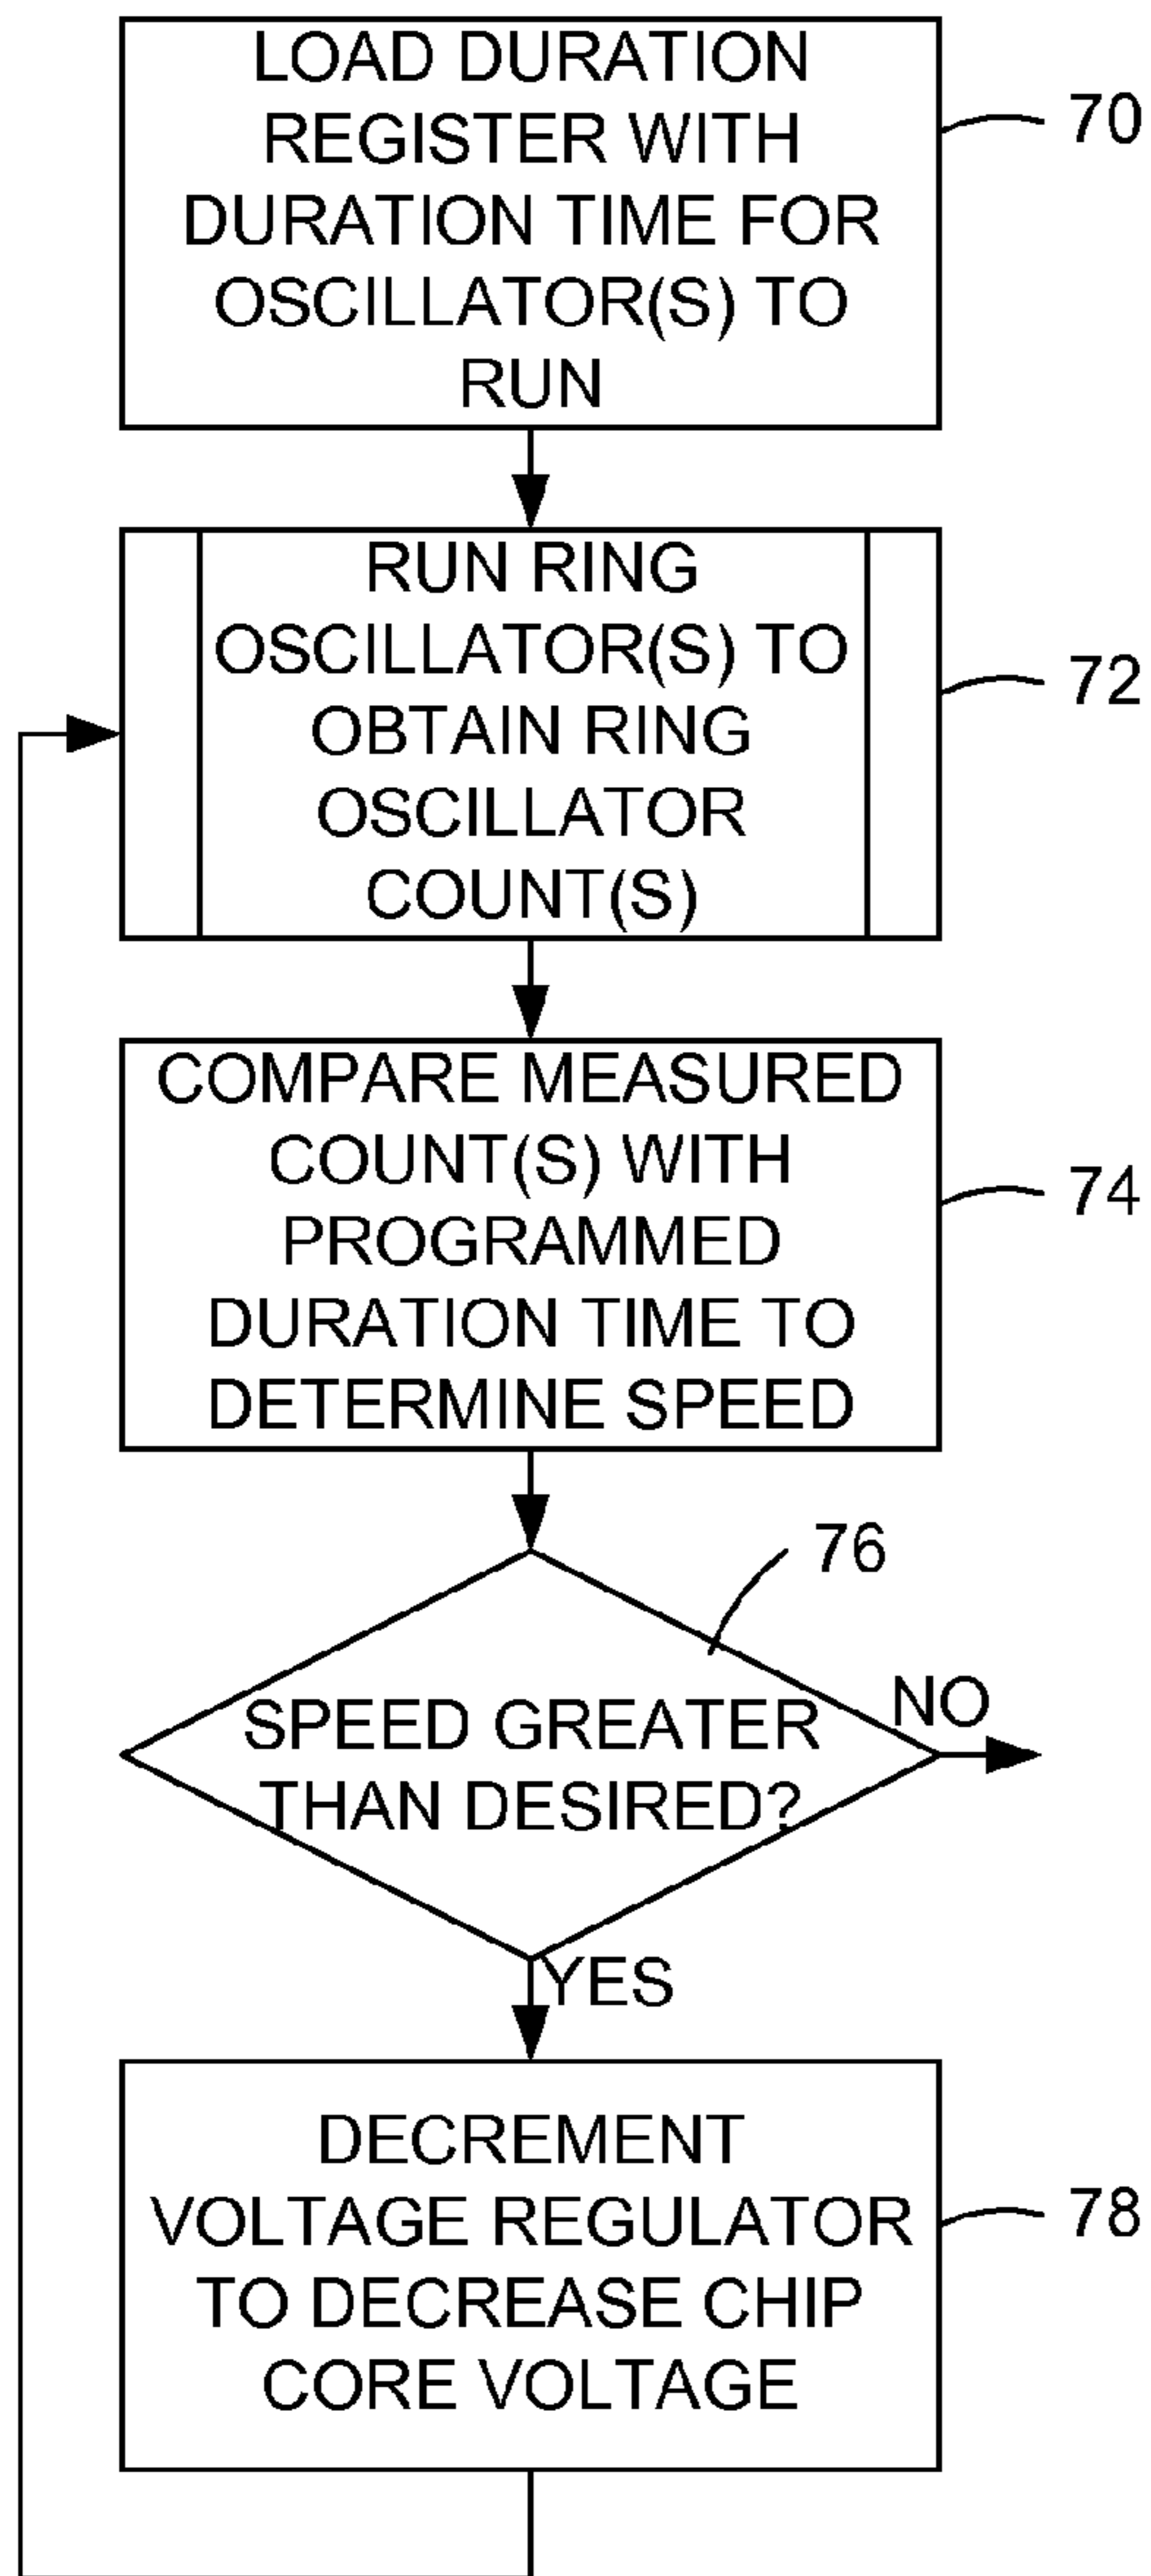 LOAD DURATION
REGISTER WITH
DURATION TIME FOR
OSCILLATOR(S) TO
RUN
70
RUN RING
OSCILLATOR(S) TO
OBTAIN RING
OSCILLATOR
COUNT(S)
72
COMPARE MEASURED
COUNT(S) WITH
PROGRAMMED
DURATION TIME TO
DETERMINE SPEED
74
76
SPEED GREATER
THAN DESIRED?
NO
YES
DECREMENT
VOLTAGE REGULATOR
TO DECREASE CHIP
CORE VOLTAGE
78